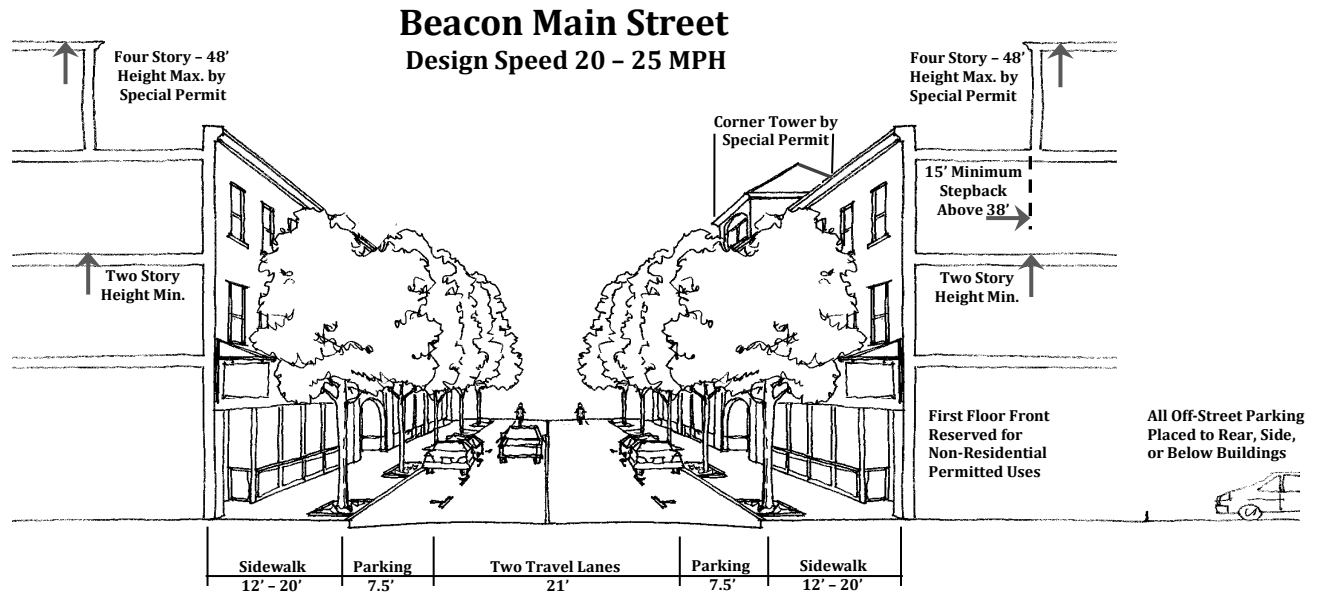 Beacon Main Street
Design Speed 20 – 25 MPH
Four Story – 48'
Height Max. by
Special Permit
Four Story – 48'
Height Max. by
Special Permit
Corner Tower by
Special Permit
15' Minimum
Stepback
Above 38'
Two Story
Height Min.
Two Story
Height Min.
First Floor Front
Reserved for
Non-Residential
Permitted Uses
All Off-Street Parking
Placed to Rear, Side,
or Below Buildings
Sidewalk
12' – 20'
Parking
7.5'
Two Travel Lanes
21'
Parking
7.5'
Sidewalk
12' – 20'